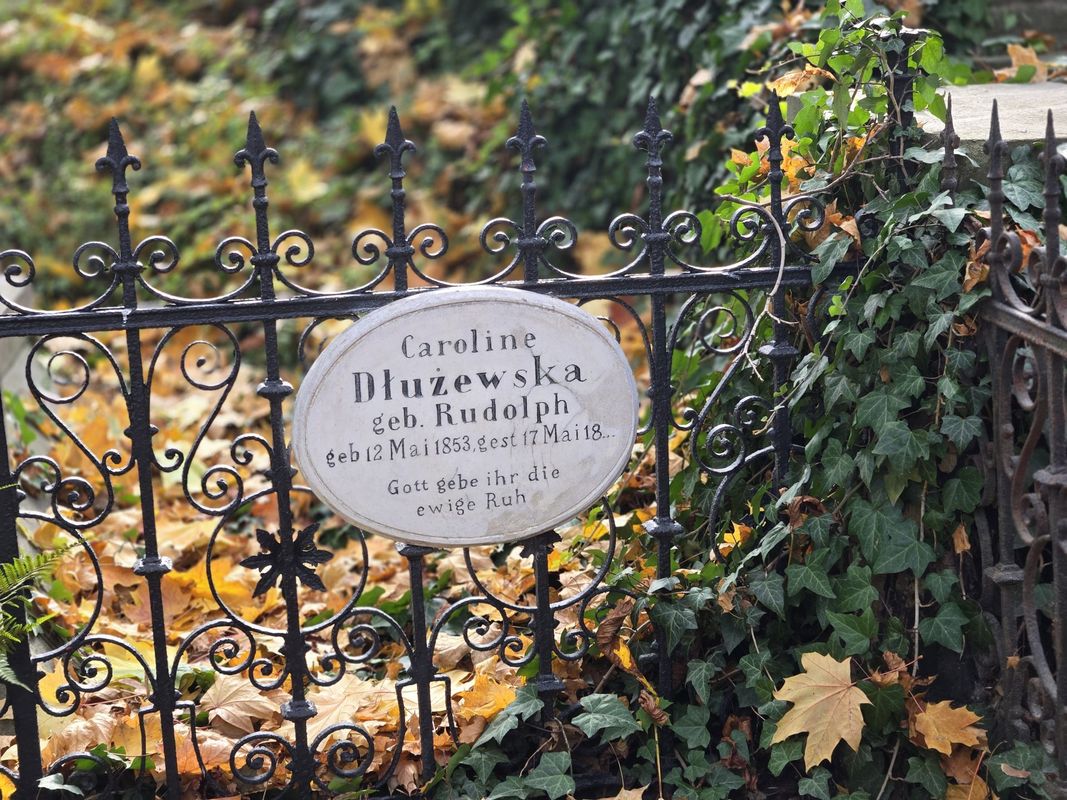 Caroline
Dłużewska
geb. Rudolph
geb 12 Mai 1853, gest 17 Mai 18...
Gott gebe ihr die
ewige Ruh